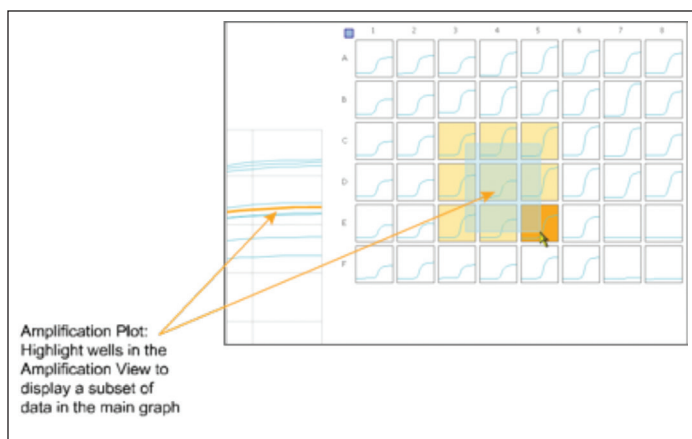 1 2 3 4 5 6 7 8
A
B
C
D
E
F
Amplification Plot:
Highlight wells in the
Amplification View to
display a subset of
data in the main graph